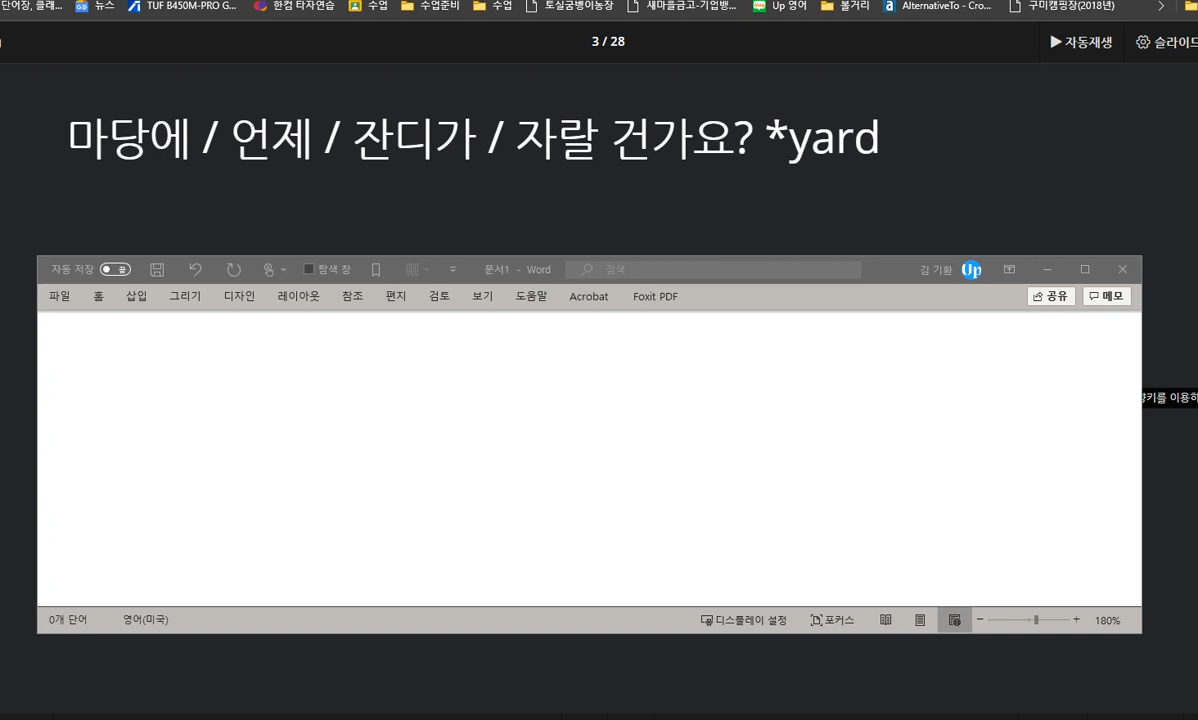 단어장, 클래... 뉴스 TUF B450M-PRO G... 한컴 타자연습 수업 수업준비 수업 토실굼벵이농장 새마을금고-기업뱅... Up 영어 볼거리 AlternativeTo - Cro... 구미캠핑장(2018년)
3 / 28 자동재생 슬라이드
마당에 / 언제 / 잔디가 / 자랄 건가요? *yard
자동 저장 끔 탐색 창 문서1 - Word 검색 김 기환 Up
파일 홈 삽입 그리기 디자인 레이아웃 참조 편지 검토 보기 도움말 Acrobat Foxit PDF 공유 메모
향키를 이용하
0개 단어 영어(미국) 디스플레이 설정 포커스 180%